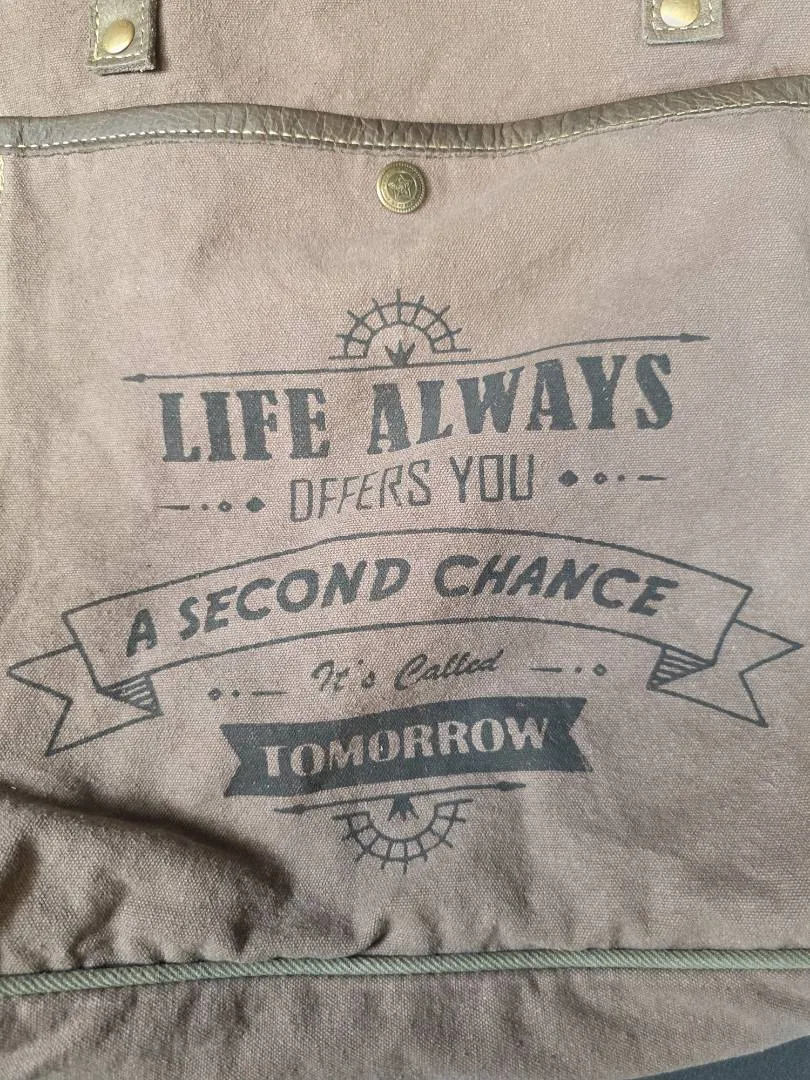 LIFE ALWAYS
OFFERS YOU
A SECOND CHANCE
It's Called
TOMORROW